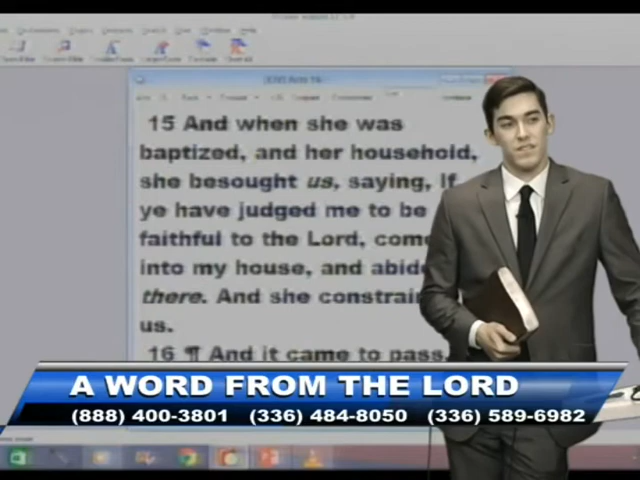 15 And when she was
baptized, and her household,
she besought us, saying, If
ye have judged me to be
faithful to the Lord, come
into my house, and abid
there. And she constrai
us.
16 ¶ And it came to pass,
A WORD FROM THE LORD
(888) 400-3801 (336) 484-8050 (336) 589-6982